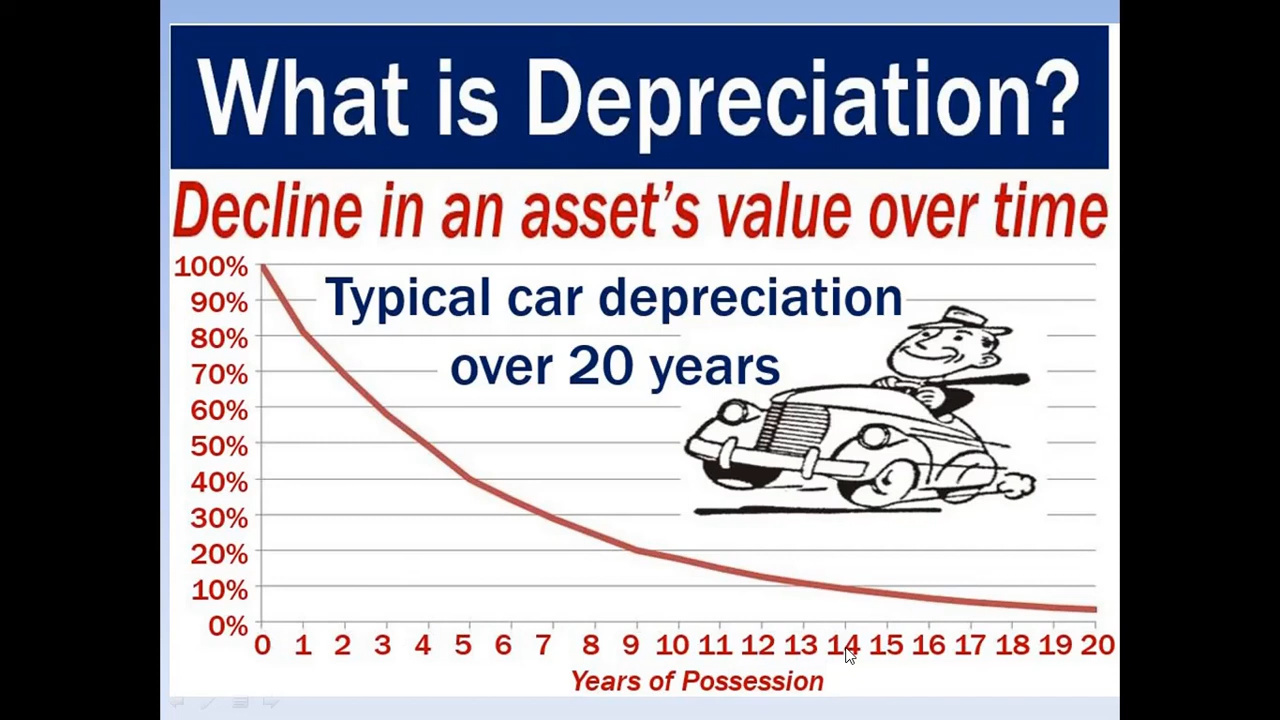 What is Depreciation?
Decline in an asset's value over time
Typical car depreciation
over 20 years
100%
90%
80%
70%
60%
50%
40%
30%
20%
10%
0%
0 1 2 3 4 5 6 7 8 9 10 11 12 13 14 15 16 17 18 19 20
Years of Possession